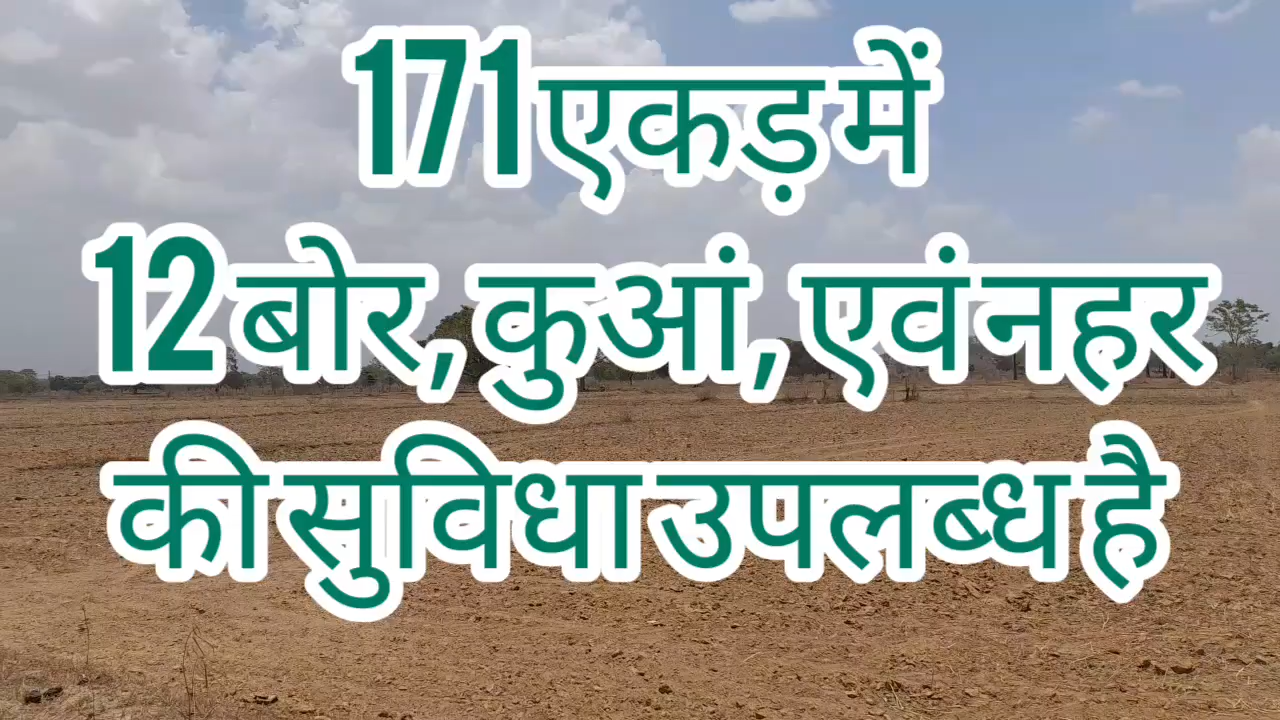 171 एकड़ में
12 बोर, कुआं, एवं नहर
की सुविधा उपलब्ध है